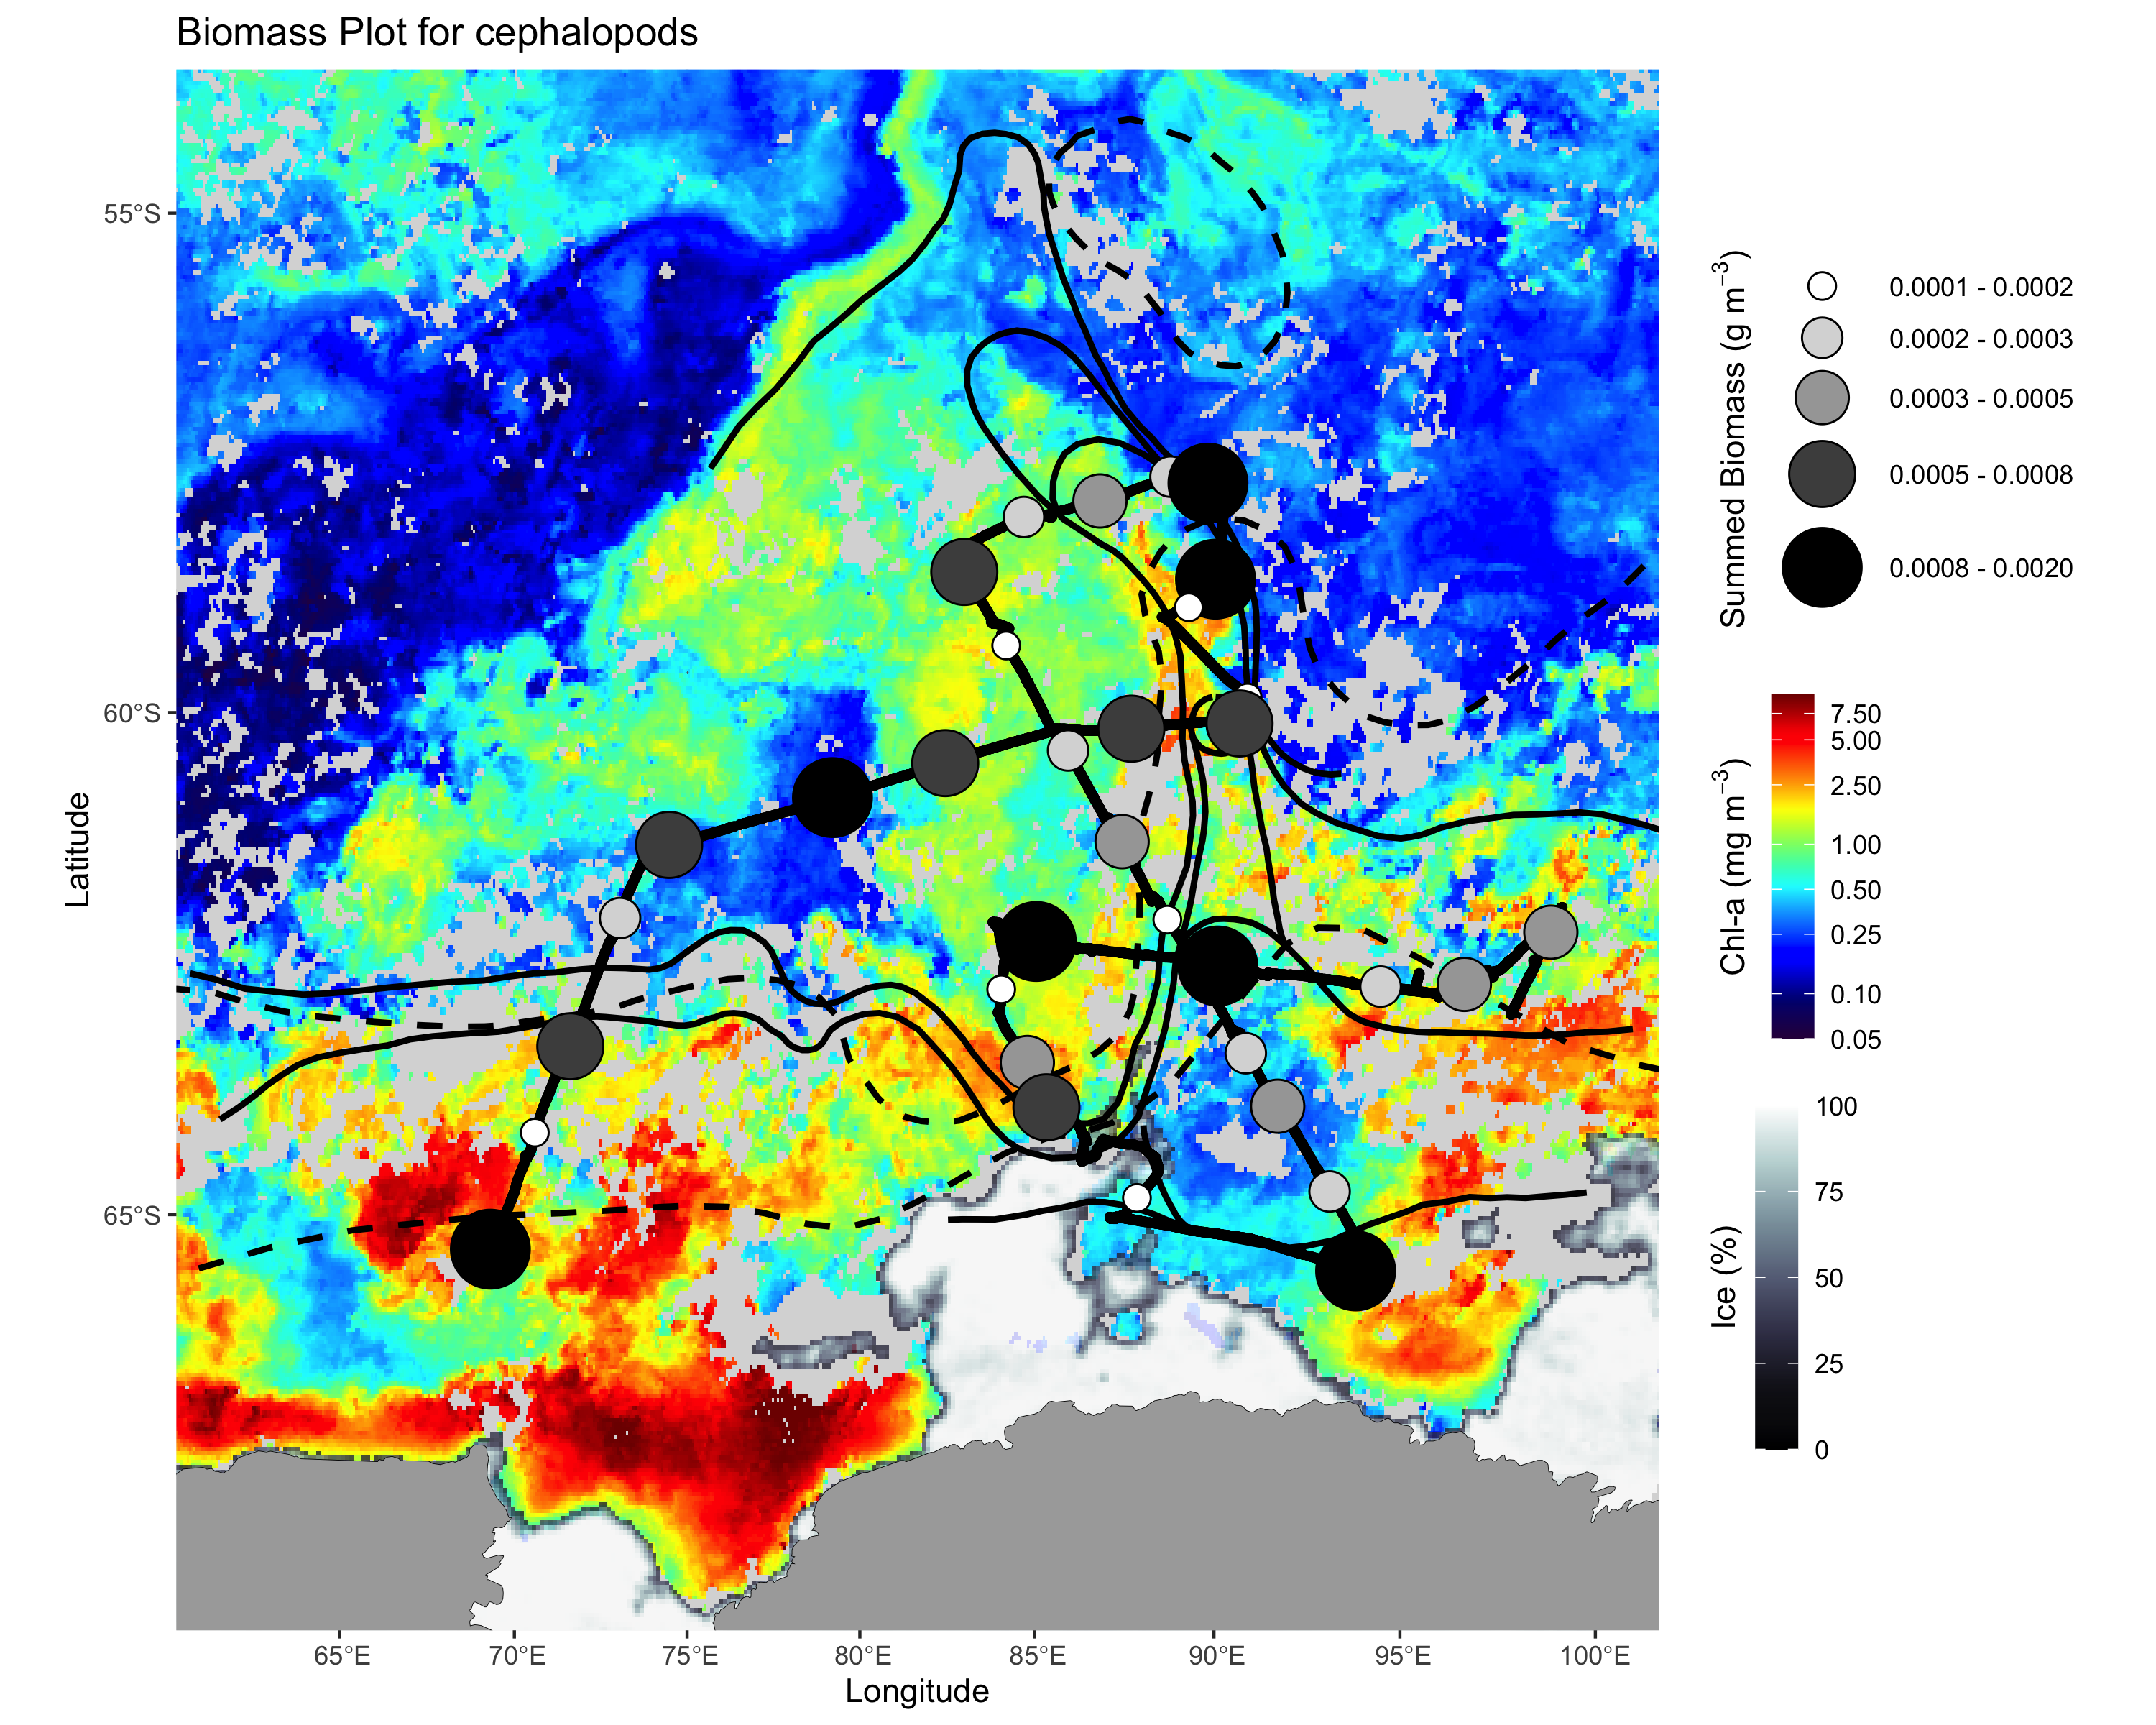 Biomass Plot for cephalopods
55°S
60°S
65°S
Latitude
65°E
70°E
75°E
80°E
85°E
90°E
95°E
100°E
Longitude
Summed Biomass (g m⁻³)
0.0001 - 0.0002
0.0002 - 0.0003
0.0003 - 0.0005
0.0005 - 0.0008
0.0008 - 0.0020
Chl-a (mg m⁻³)
7.50
5.00
2.50
1.00
0.50
0.25
0.10
0.05
Ice (%)
100
75
50
25
0